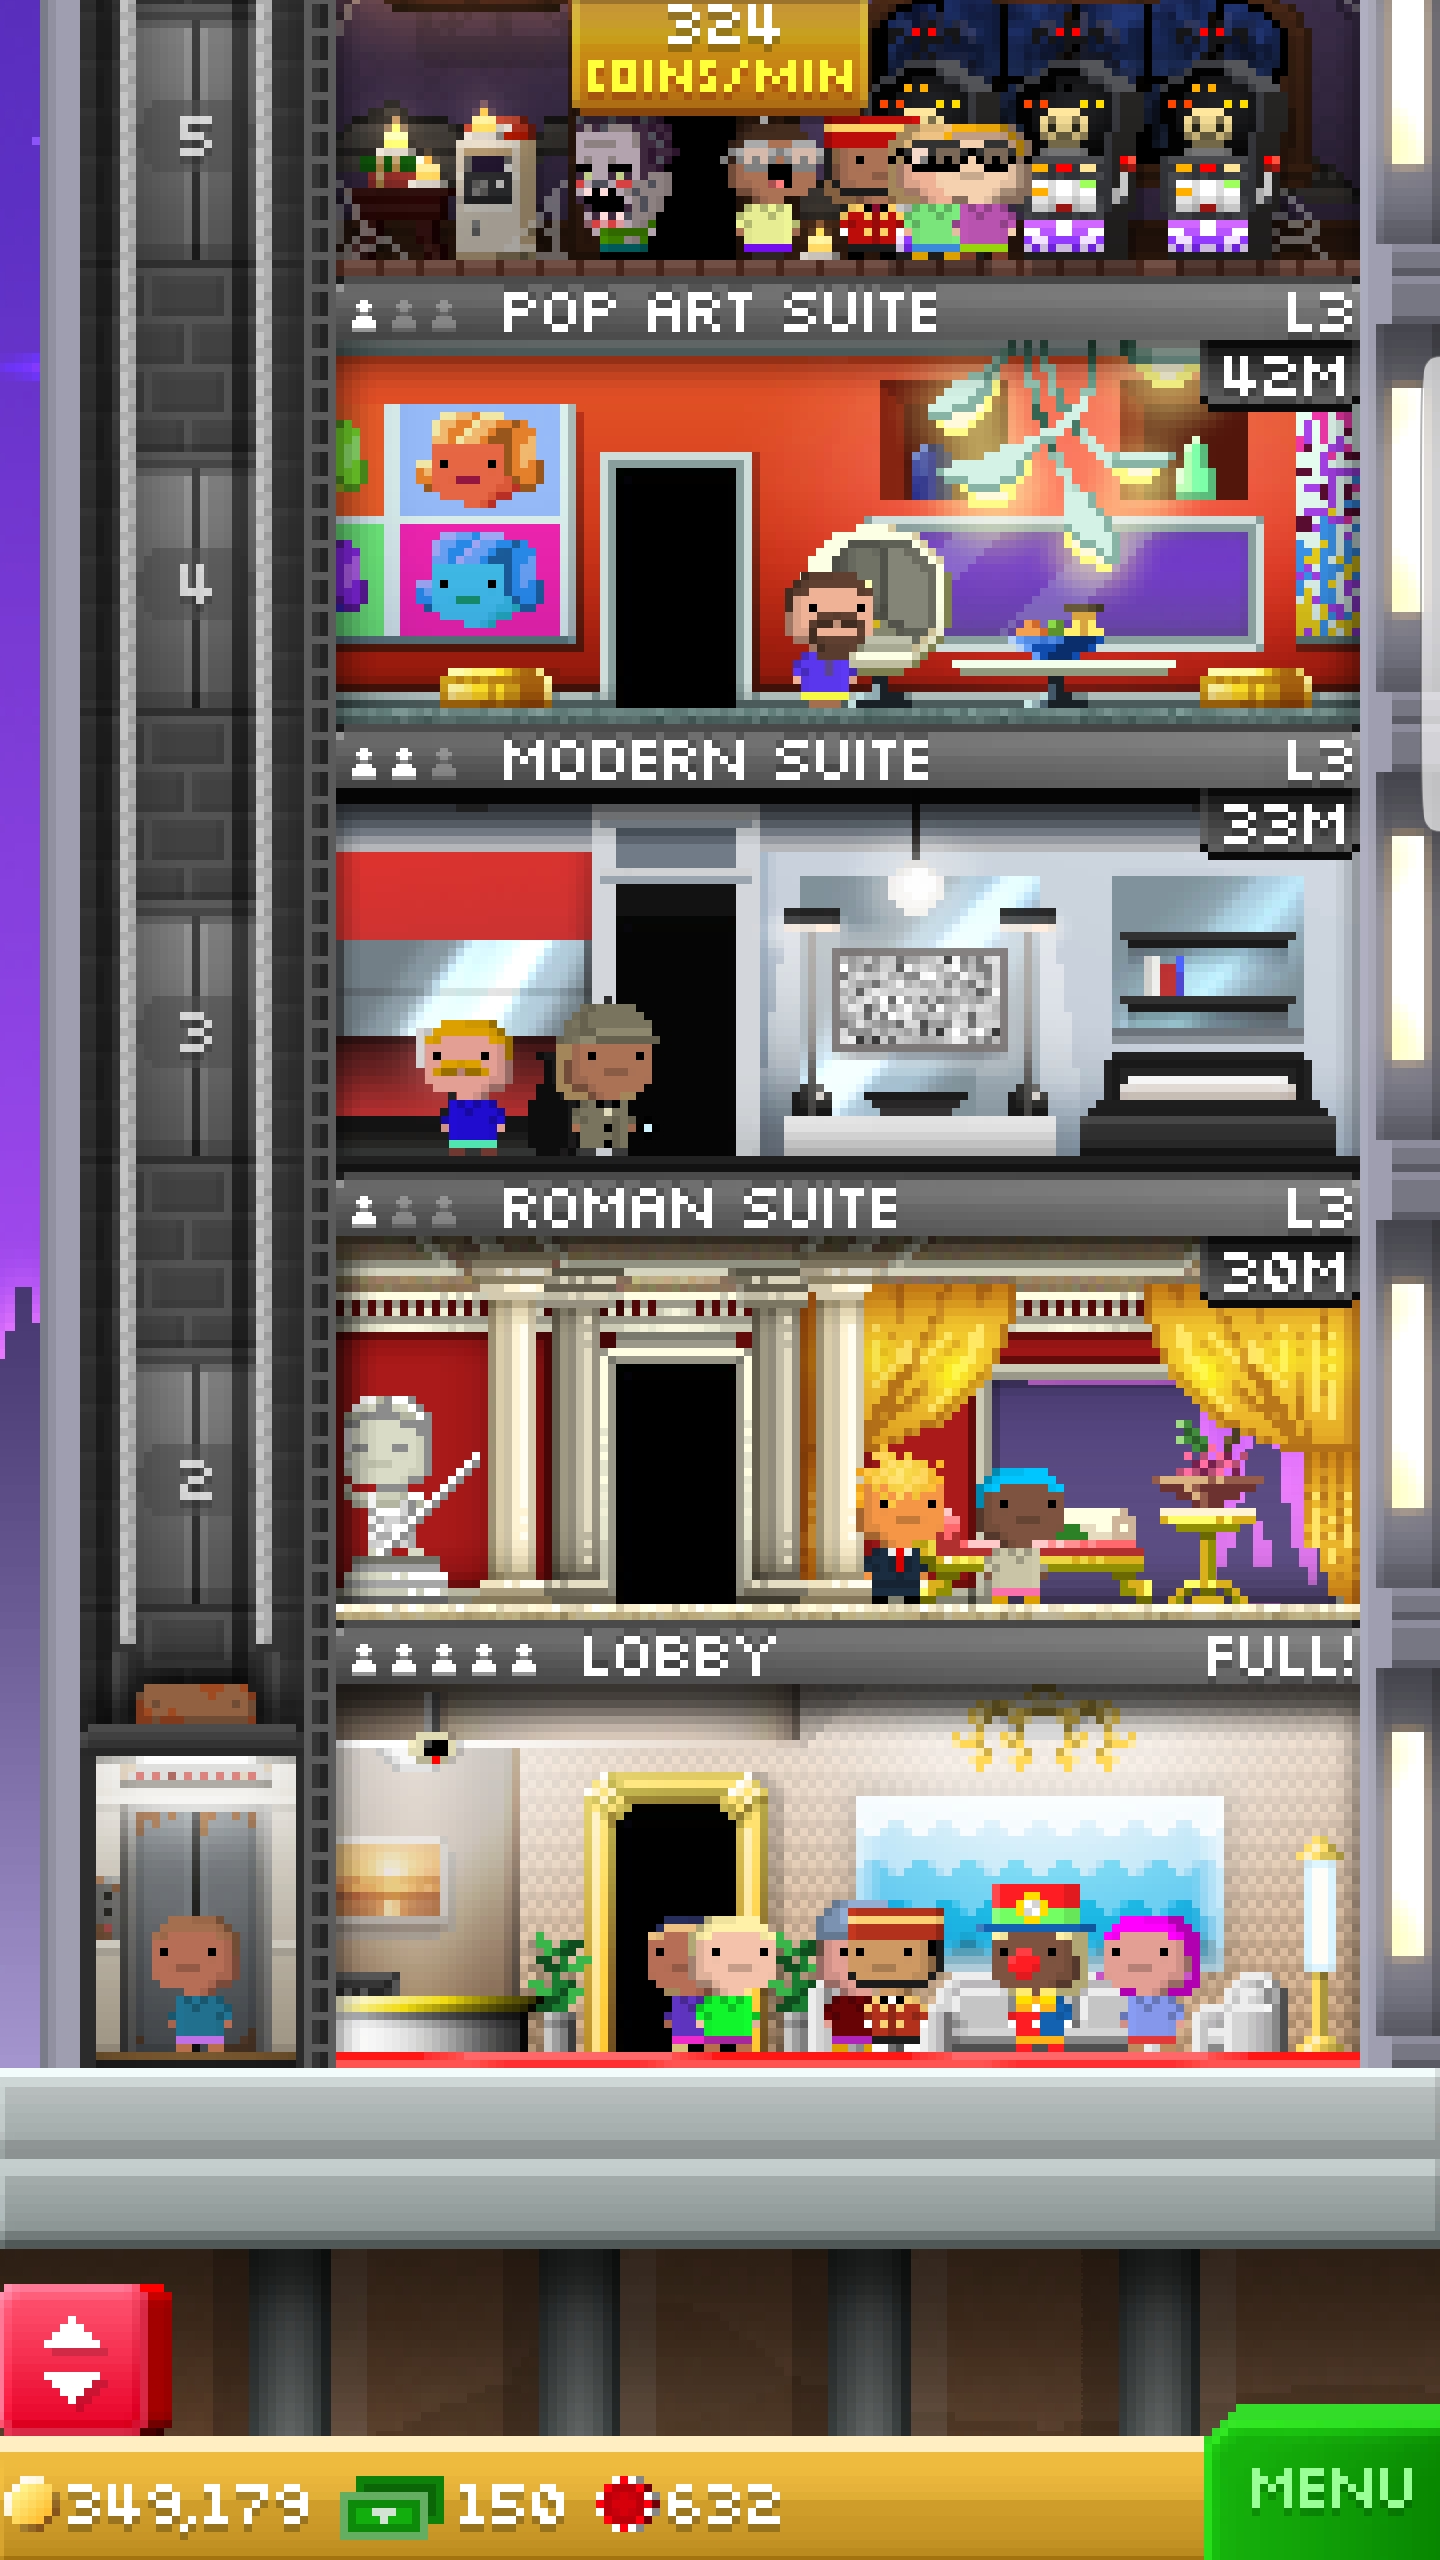 324
COINS/MIN
5
POP ART SUITE L3
42M
4
MODERN SUITE L3
33M
3
ROMAN SUITE L3
30M
2
LOBBY FULL!
349,179 150 632
MENU